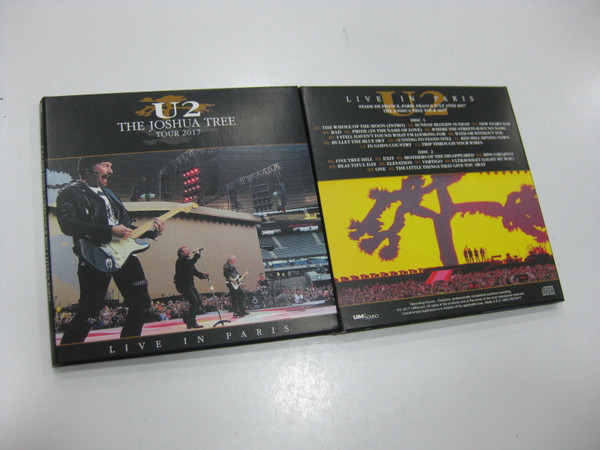 U2
THE JOSHUA TREE
TOUR 2017
LIVE IN PARIS
LIVE IN PARIS
U2
STADE DE FRANCE, PARIS, FRANCE JULY 25TH 2017
THE JOSHUA TREE TOUR 2017
DISC 1
THE WHOLE OF THE MOON (INTRO) SUNDAY BLOODY SUNDAY NEW YEAR'S DAY
BAD PRIDE (IN THE NAME OF LOVE) WHERE THE STREETS HAVE NO NAME
I STILL HAVEN'T FOUND WHAT I'M LOOKING FOR WITH OR WITHOUT YOU
BULLET THE BLUE SKY RUNNING TO STAND STILL RED HILL MINING TOWN
IN GOD'S COUNTRY TRIP THROUGH YOUR WIRES
DISC 2
ONE TREE HILL EXIT MOTHERS OF THE DISAPPEARED MISS SARAJEVO
BEAUTIFUL DAY ELEVATION VERTIGO ULTRAVIOLET (LIGHT MY WAY)
ONE THE LITTLE THINGS THAT GIVE YOU AWAY